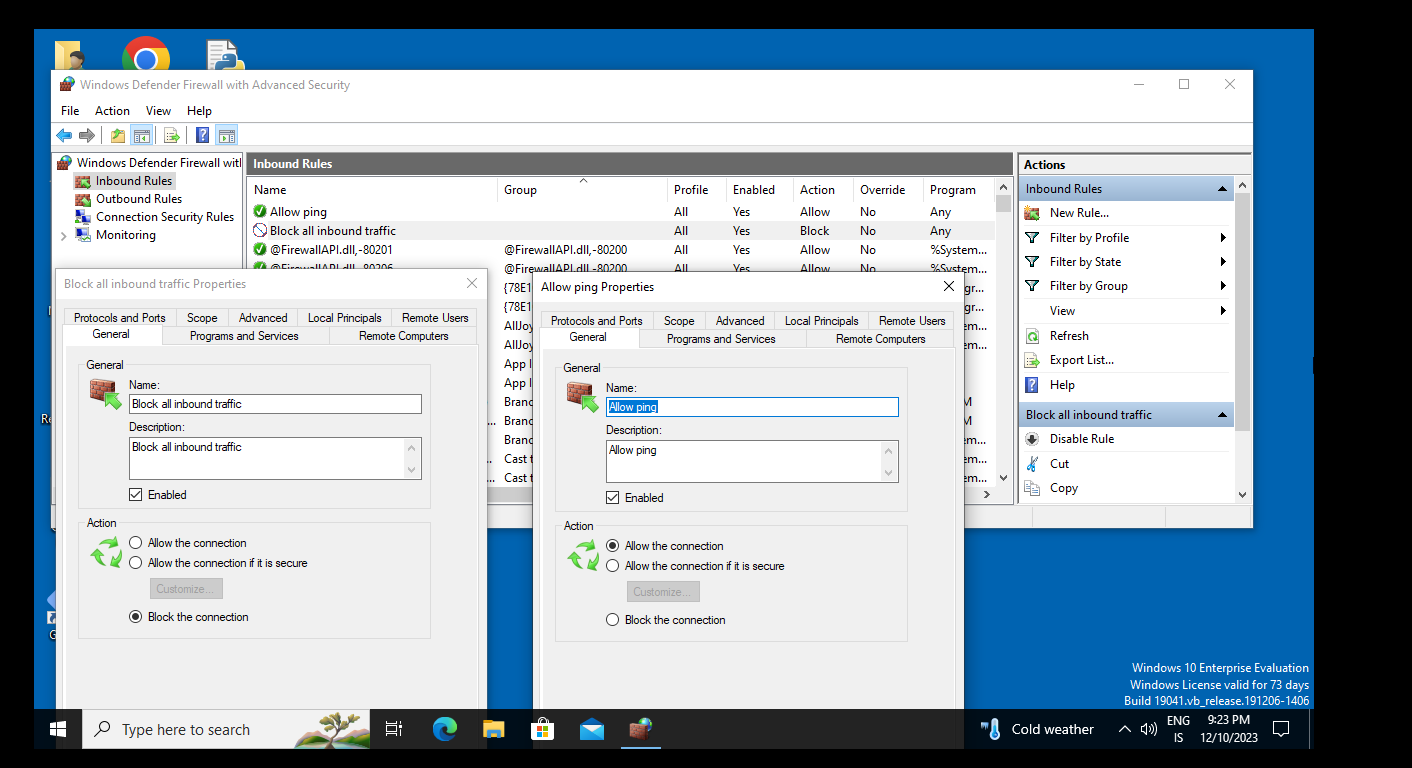 Windows Defender Firewall with Advanced Security
File Action View Help
Windows Defender Firewall with
Inbound Rules
Outbound Rules
Connection Security Rules
Monitoring
Inbound Rules
Name Group Profile Enabled Action Override Program
Allow ping All Yes Allow No Any
Block all inbound traffic All Yes Block No Any
@FirewallAPI.dll,-80201 @FirewallAPI.dll,-80200 All Yes Allow No %System...
@FirewallAPI.dll,-80206 @FirewallAPI.dll,-80200 All Yes Allow No %System...
{78E1
{78E1
AllJoy
AllJoy
App I
App I
Branc
Branc
Branc
Cast t
Cast t
Actions
Inbound Rules
New Rule...
Filter by Profile
Filter by State
Filter by Group
View
Refresh
Export List...
Help
Block all inbound traffic
Disable Rule
Cut
Copy
Block all inbound traffic Properties
Protocols and Ports Scope Advanced Local Principals Remote Users
General Programs and Services Remote Computers
General
Name:
Block all inbound traffic
Description:
Block all inbound traffic
Enabled
Action
Allow the connection
Allow the connection if it is secure
Customize...
Block the connection
Allow ping Properties
Protocols and Ports Scope Advanced Local Principals Remote Users
General Programs and Services Remote Computers
General
Name:
Allow ping
Description:
Allow ping
Enabled
Action
Allow the connection
Allow the connection if it is secure
Customize...
Block the connection
Windows 10 Enterprise Evaluation
Windows License valid for 73 days
Build 19041.vb_release.191206-1406
Type here to search
Cold weather
ENG
IS
9:23 PM
12/10/2023